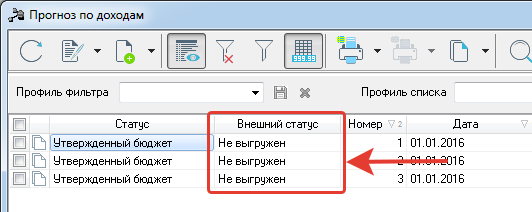 Прогноз по доходам
Профиль фильтра Профиль списка
Статус Внешний статус Номер 2 Дата
Утвержденный бюджет Не выгружен 1 01.01.2016
Утвержденный бюджет Не выгружен 2 01.01.2016
Утвержденный бюджет Не выгружен 3 01.01.2016